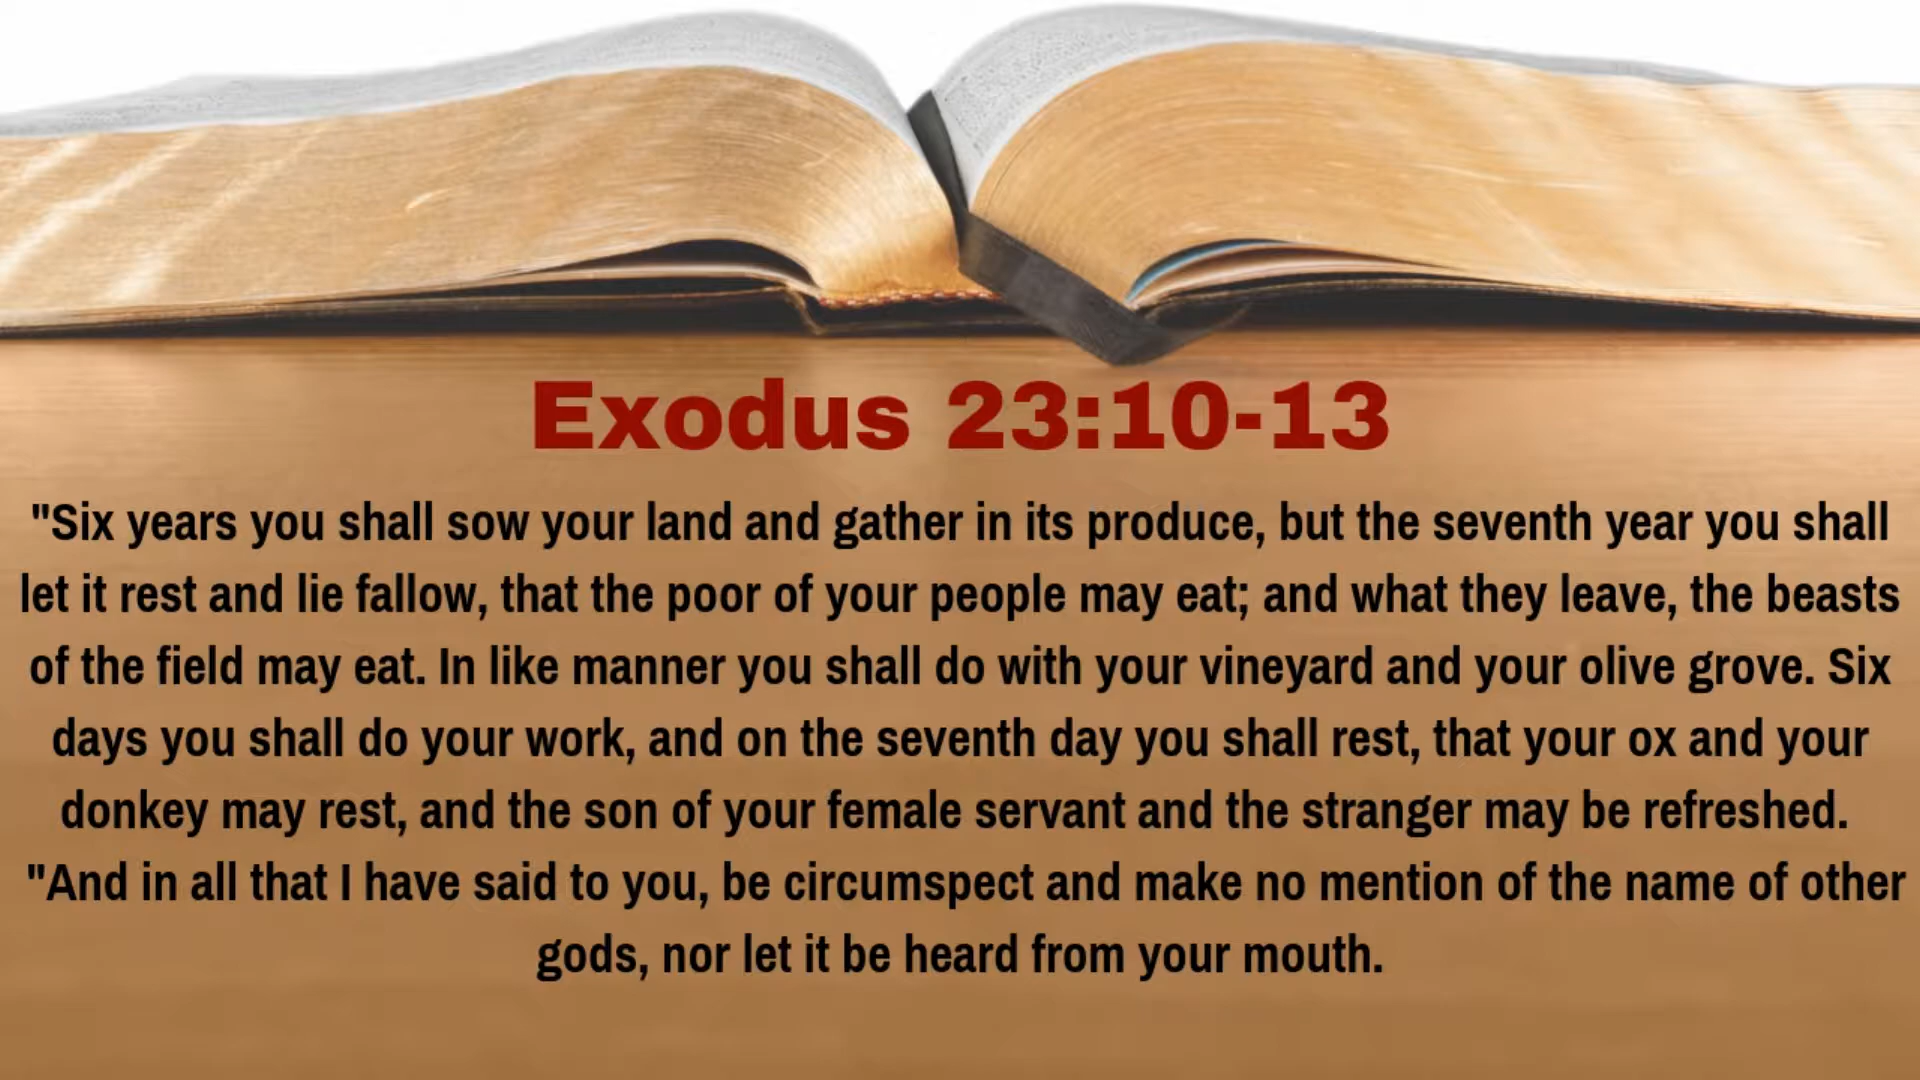 Exodus 23:10-13
"Six years you shall sow your land and gather in its produce, but the seventh year you shall
let it rest and lie fallow, that the poor of your people may eat; and what they leave, the beasts
of the field may eat. In like manner you shall do with your vineyard and your olive grove. Six
days you shall do your work, and on the seventh day you shall rest, that your ox and your
donkey may rest, and the son of your female servant and the stranger may be refreshed.
"And in all that I have said to you, be circumspect and make no mention of the name of other
gods, nor let it be heard from your mouth.